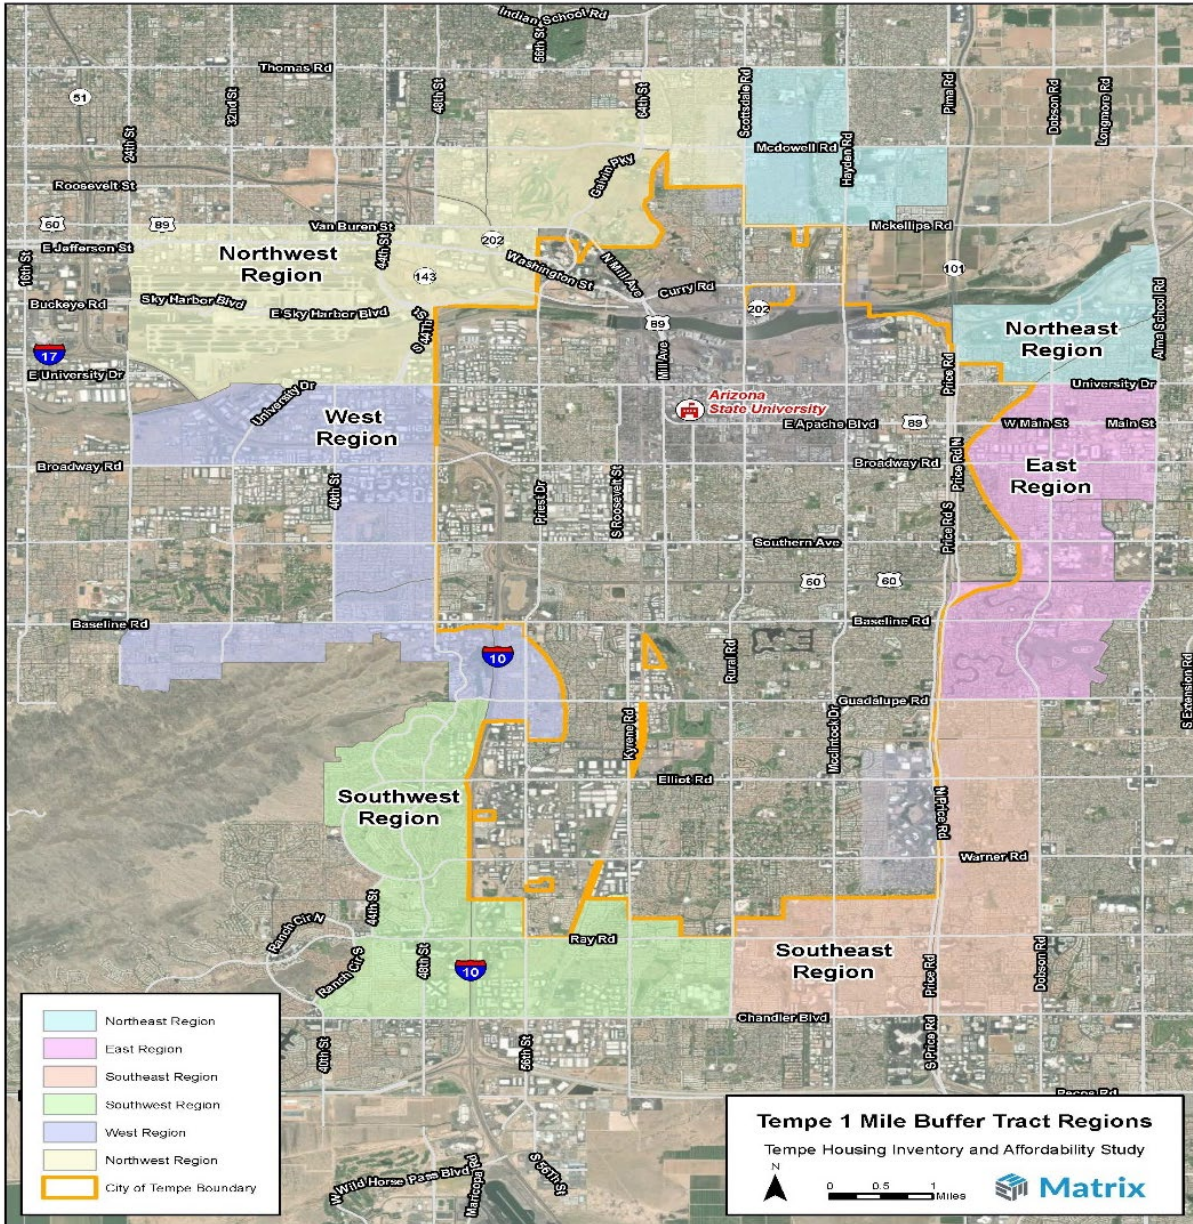 Indian School Rd
56th St
Thomas Rd
51
24th St
32nd St
48th St
64th St
Scottsdale Rd
Pima Rd
Dobson Rd
Longmore Rd
Mcdowell Rd
Hayden Rd
Galvin Pky
Roosevelt St
60
89
Van Buren St
Mckellips Rd
E Jefferson St
16th St
Northwest
Region
44th St
202
143
Washington St
N Mill Ave
Curry Rd
101
Buckeye Rd
Sky Harbor Blvd
E Sky Harbor Blvd
S 44Th St
89
202
Northeast
Region
Alma School Rd
17
E University Dr
Mill Ave
Price Rd
University Dr
University Dr
West
Region
Arizona
State University
E Apache Blvd
89
W Main St
Main St
Broadway Rd
40th St
Priest Dr
S Roosevelt St
Broadway Rd
Price Rd N
East
Region
Price Rd S
Southern Ave
60
60
Baseline Rd
Baseline Rd
10
Rural Rd
Guadalupe Rd
S Extension Rd
Kyrene Rd
Mcclintock Dr
Elliot Rd
Southwest
Region
N Price Rd
Warner Rd
Ranch Cir N
44th St
Ranch Cir S
48th St
10
Ray Rd
Southeast
Region
Price Rd
Dobson Rd
Chandler Blvd
40th St
56th St
S Price Rd
Pecos Rd
W Wild Horse Pass Blvd
Maricopa Rd
S 56Th St
Northeast Region
East Region
Southeast Region
Southwest Region
West Region
Northwest Region
City of Tempe Boundary
Tempe 1 Mile Buffer Tract Regions
Tempe Housing Inventory and Affordability Study
N
0 0.5 1
Miles
Matrix